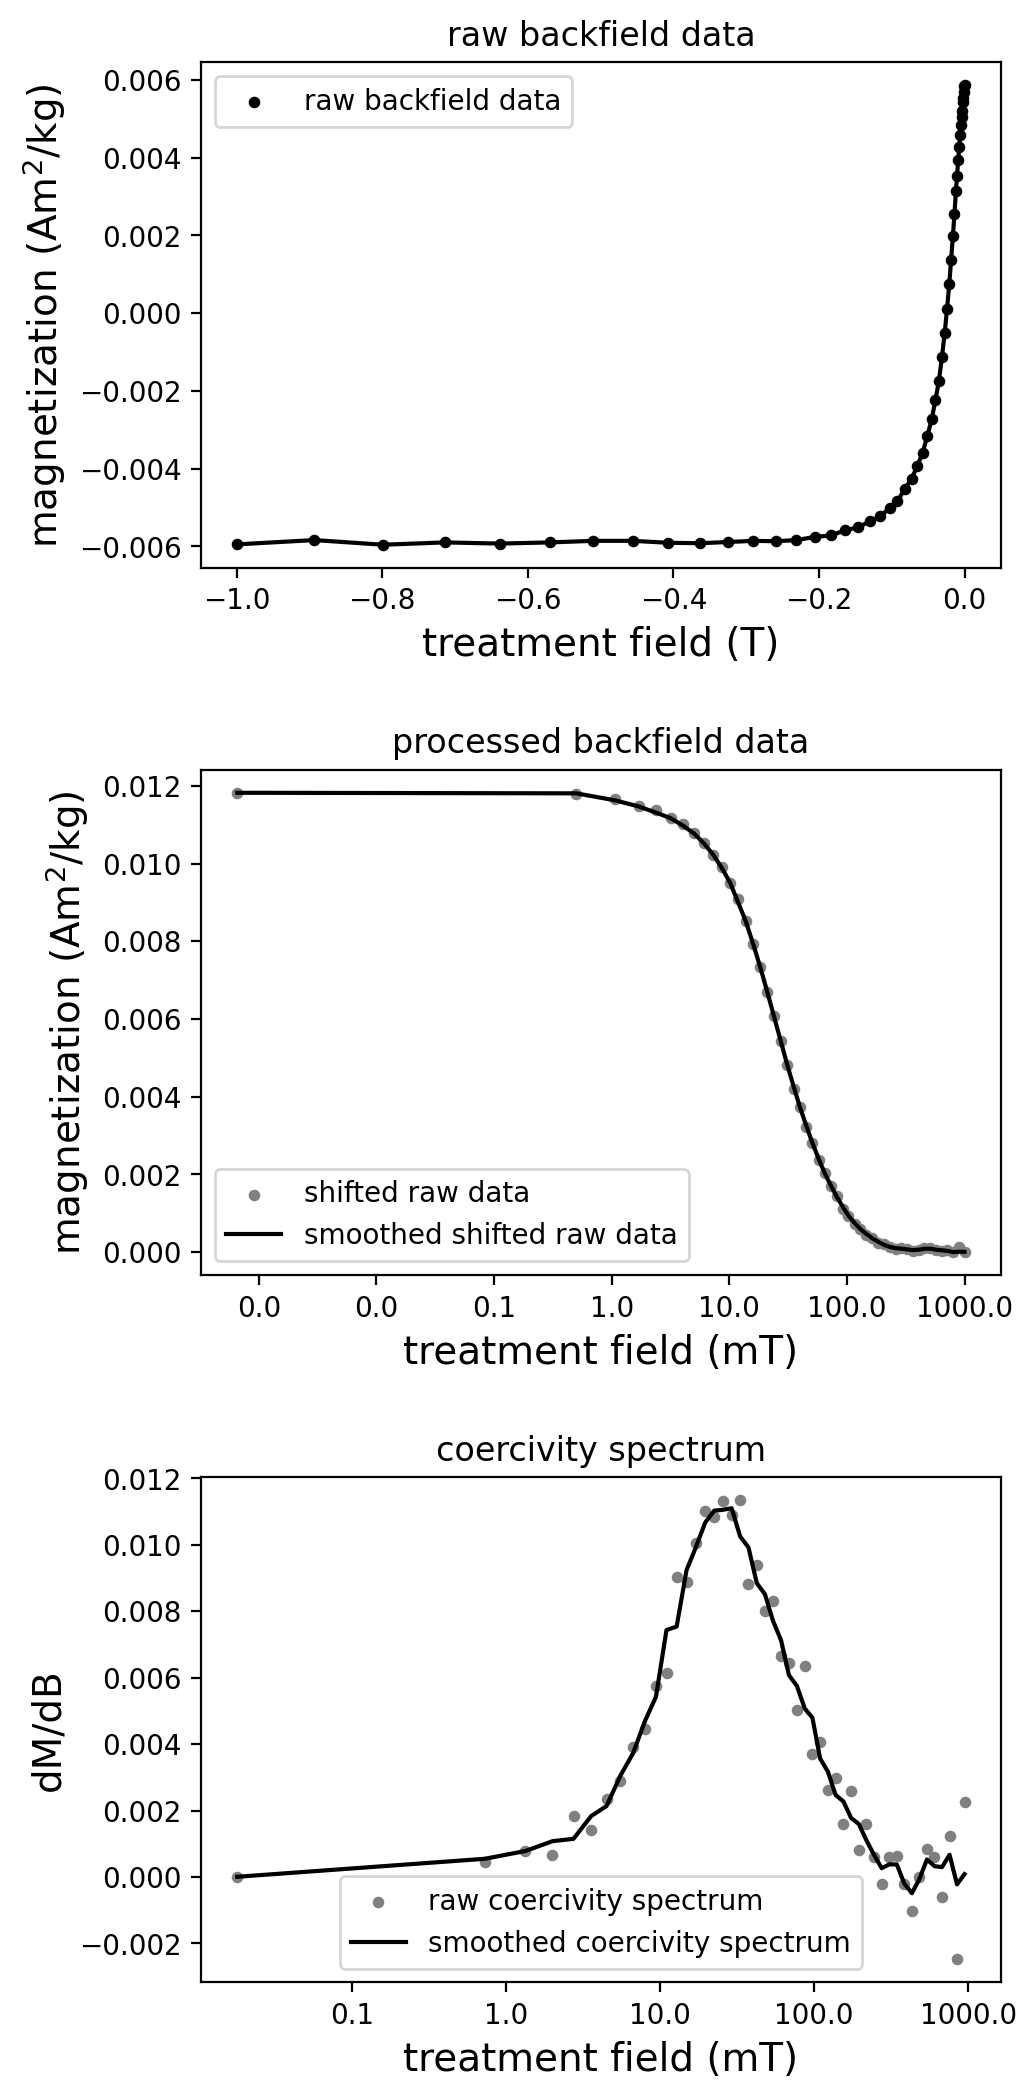 raw backfield data
0.006
0.004
0.002
0.000
−0.002
−0.004
−0.006
magnetization (Am²/kg)
raw backfield data
−1.0 −0.8 −0.6 −0.4 −0.2 0.0
treatment field (T)
processed backfield data
0.012
0.010
0.008
0.006
0.004
0.002
0.000
magnetization (Am²/kg)
shifted raw data
smoothed shifted raw data
0.0 0.0 0.1 1.0 10.0 100.0 1000.0
treatment field (mT)
coercivity spectrum
0.012
0.010
0.008
0.006
0.004
0.002
0.000
−0.002
dM/dB
raw coercivity spectrum
smoothed coercivity spectrum
0.1 1.0 10.0 100.0 1000.0
treatment field (mT)